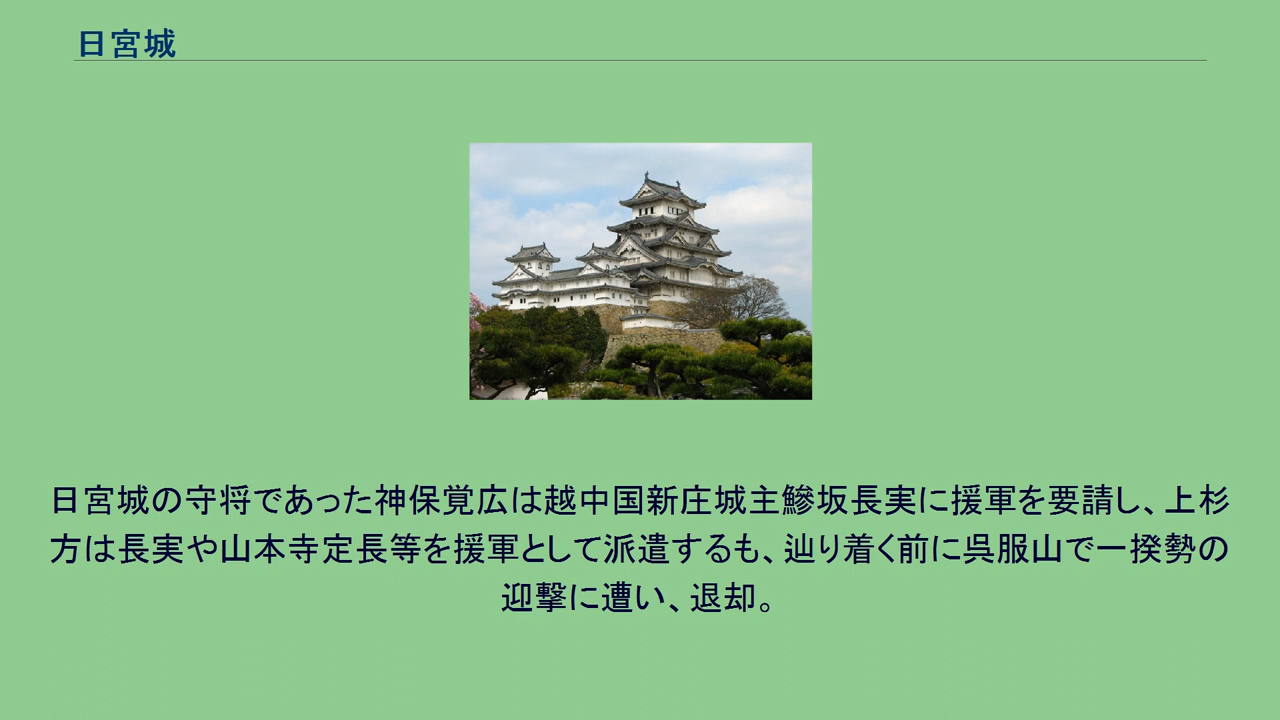 日宮城
日宮城の守将であった神保覚広は越中国新庄城主鰺坂長実に援軍を要請し、上杉
方は長実や山本寺定長等を援軍として派遣するも、辿り着く前に呉服山で一揆勢の
迎撃に遭い、退却。